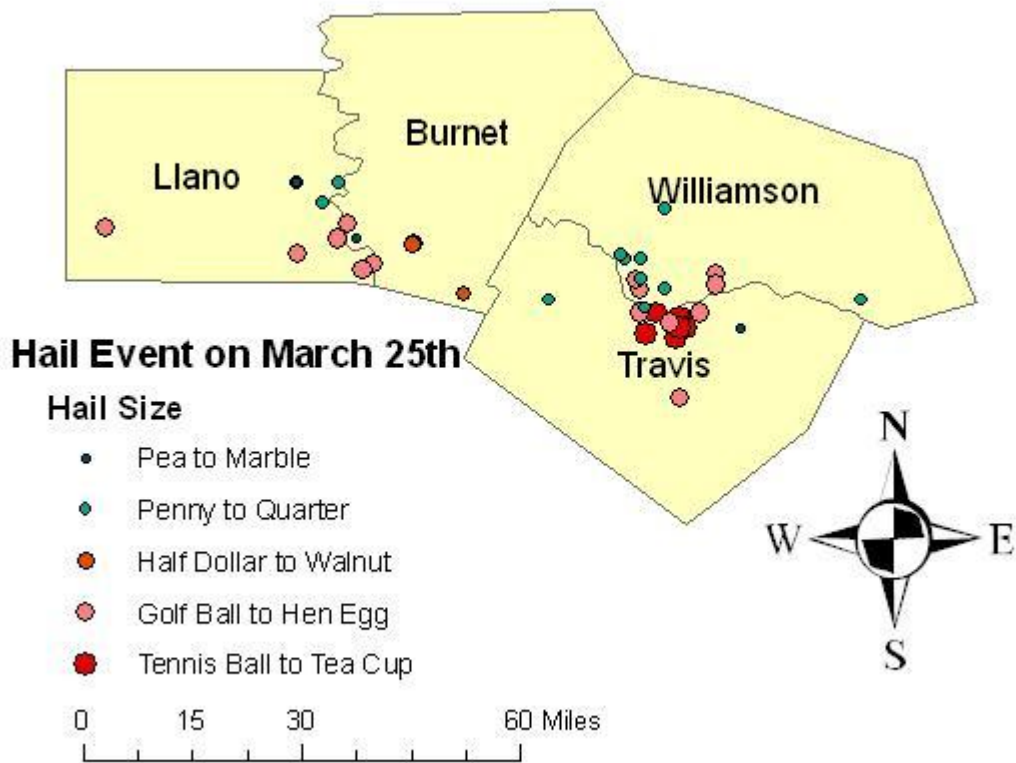 Burnet
Llano
Williamson
Hail Event on March 25th
Travis
Hail Size
Pea to Marble
Penny to Quarter
Half Dollar to Walnut
Golf Ball to Hen Egg
Tennis Ball to Tea Cup
0 15 30 60 Miles
N
W E
S